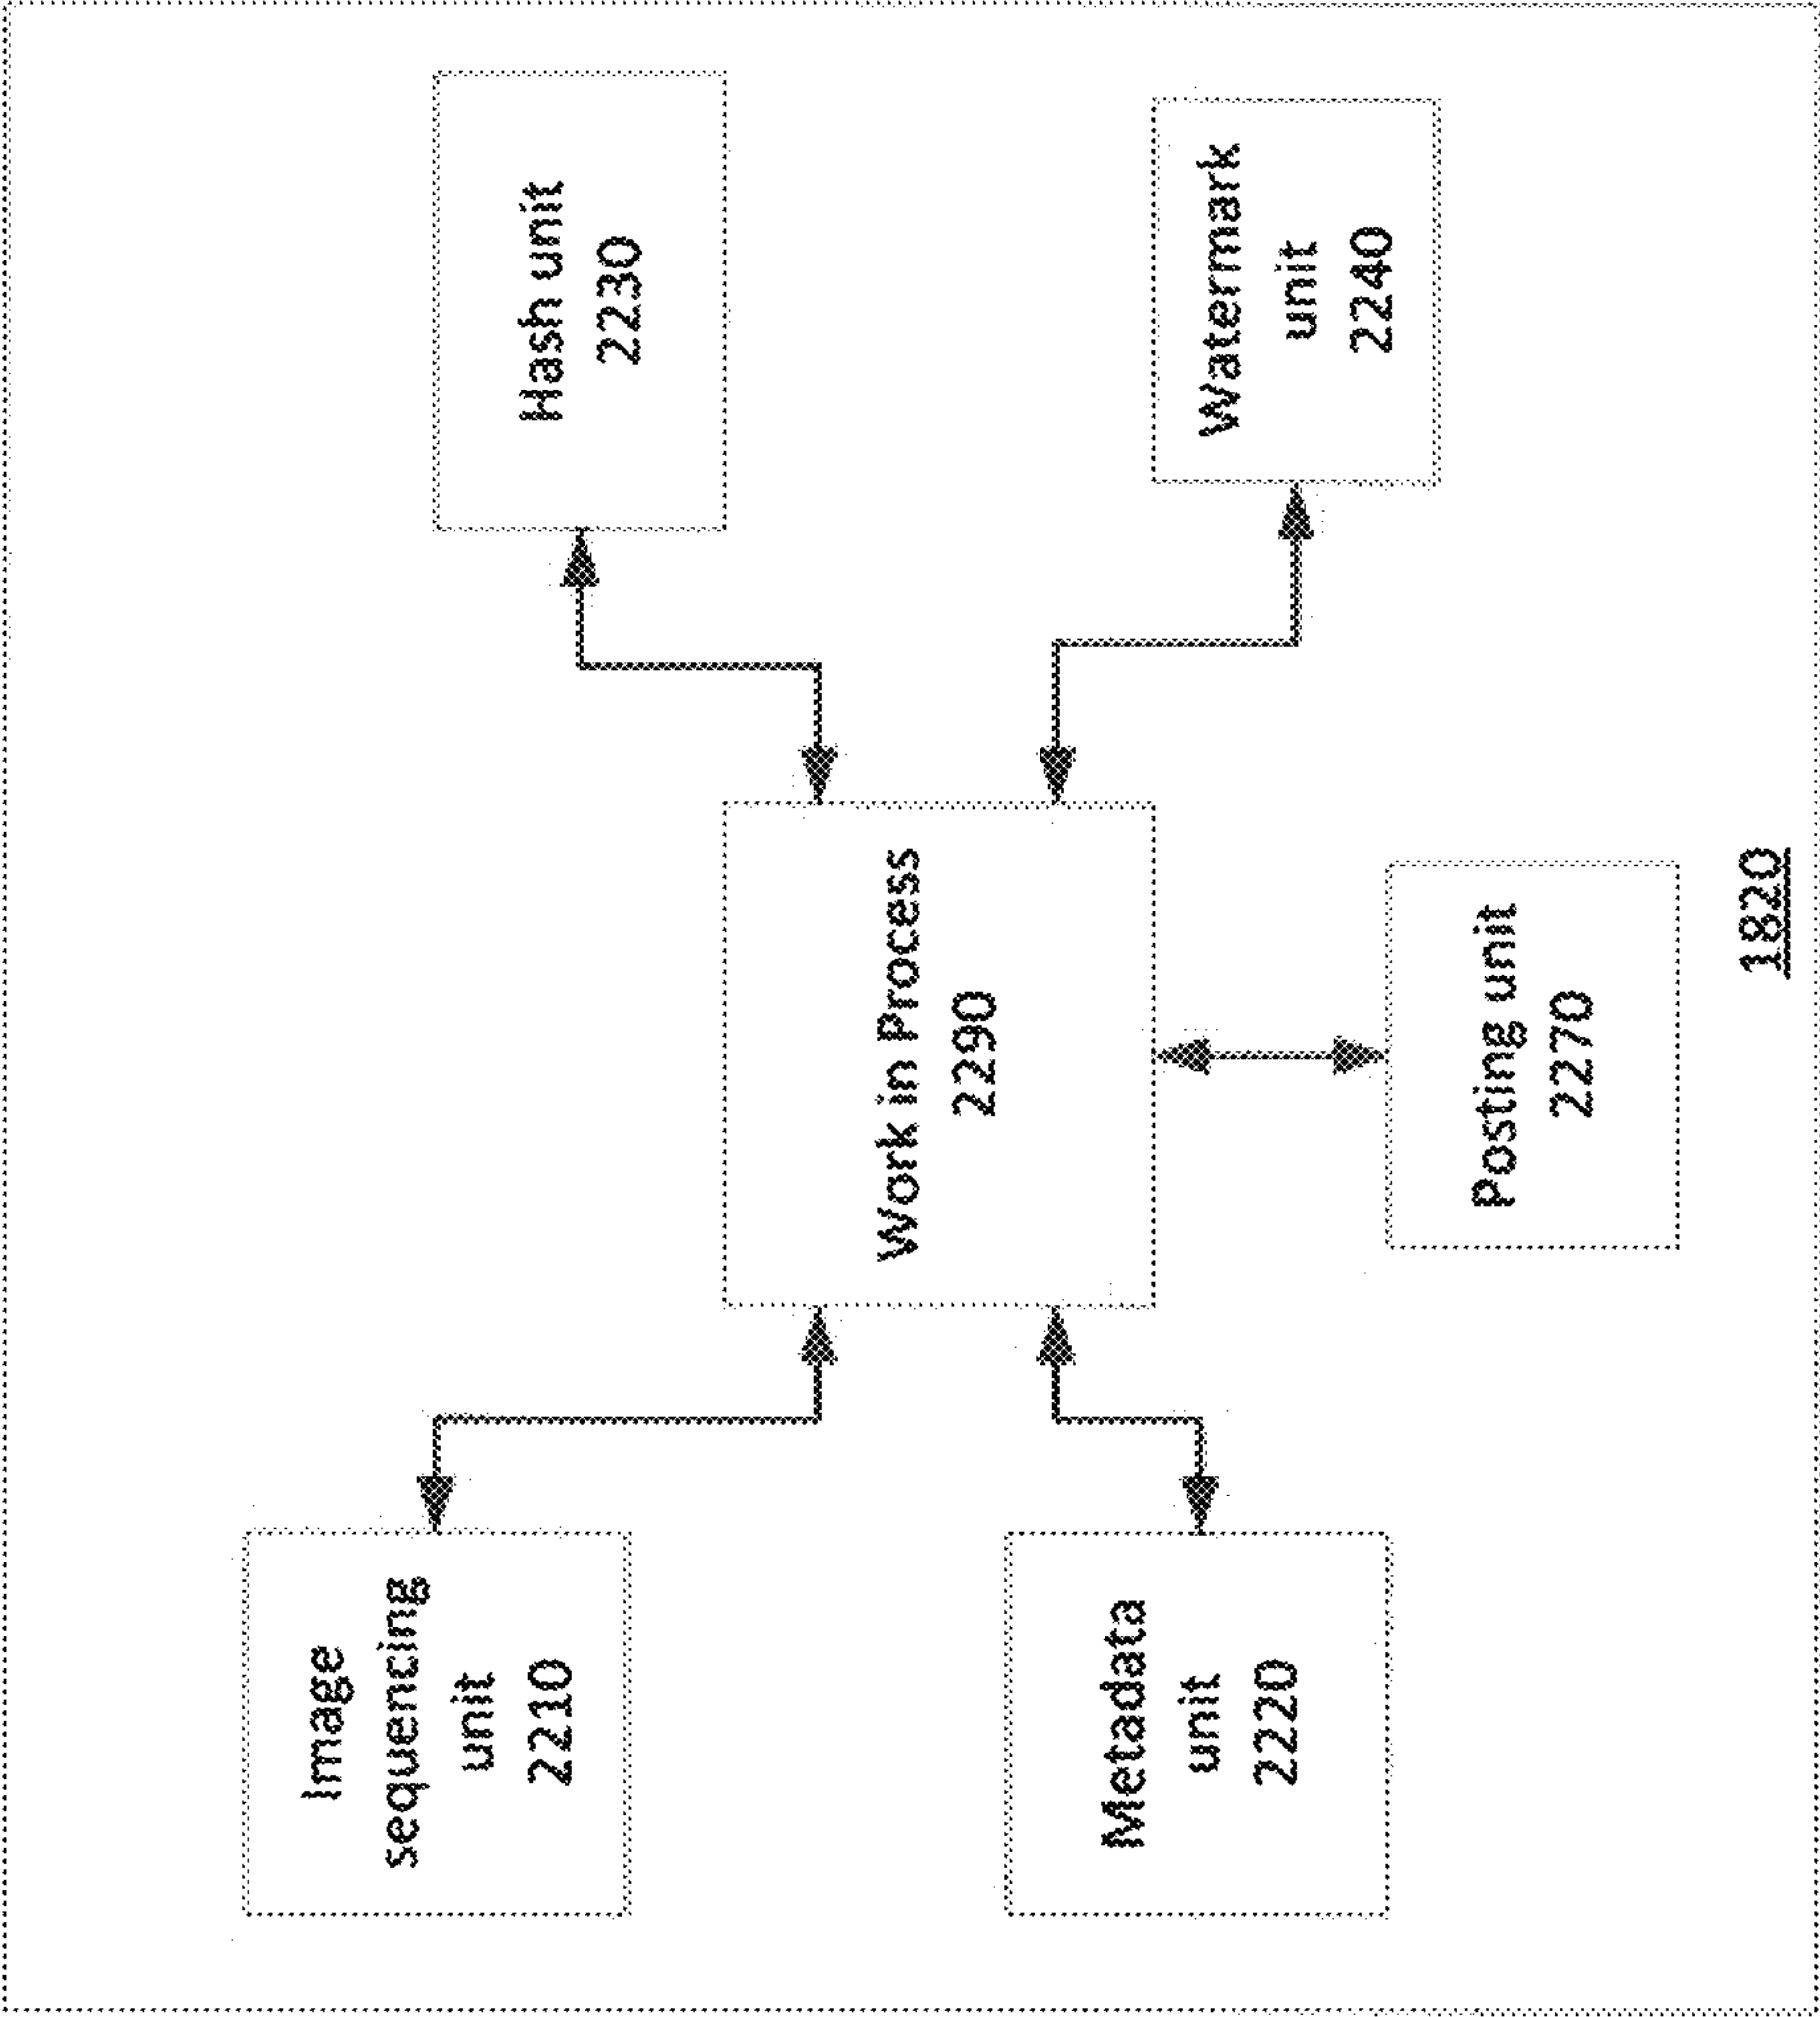 Image
sequencing
unit
2210
Hash unit
2230
Work in Process
2290
Metadata
unit
2220
Watermark
unit
2240
Posting unit
2270
1820